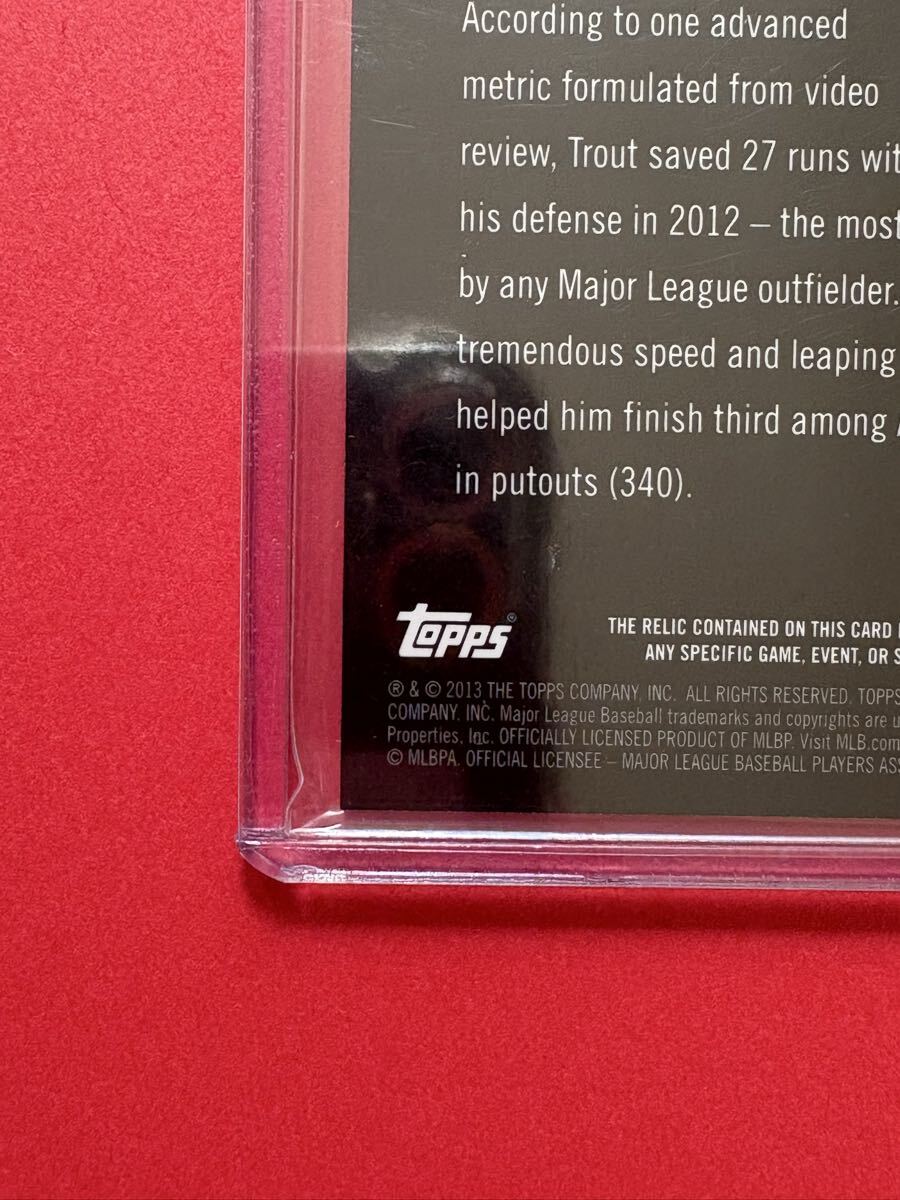 According to one advanced
metric formulated from video
review, Trout saved 27 runs wit
his defense in 2012 – the most
by any Major League outfielder.
tremendous speed and leaping
helped him finish third among
in putouts (340).
topps®
THE RELIC CONTAINED ON THIS CARD
ANY SPECIFIC GAME, EVENT, OR S
® & © 2013 THE TOPPS COMPANY, INC. ALL RIGHTS RESERVED. TOPPS
COMPANY, INC. Major League Baseball trademarks and copyrights are u
Properties, Inc. OFFICIALLY LICENSED PRODUCT OF MLBP. Visit MLB.com
© MLBPA. OFFICIAL LICENSEE – MAJOR LEAGUE BASEBALL PLAYERS ASS